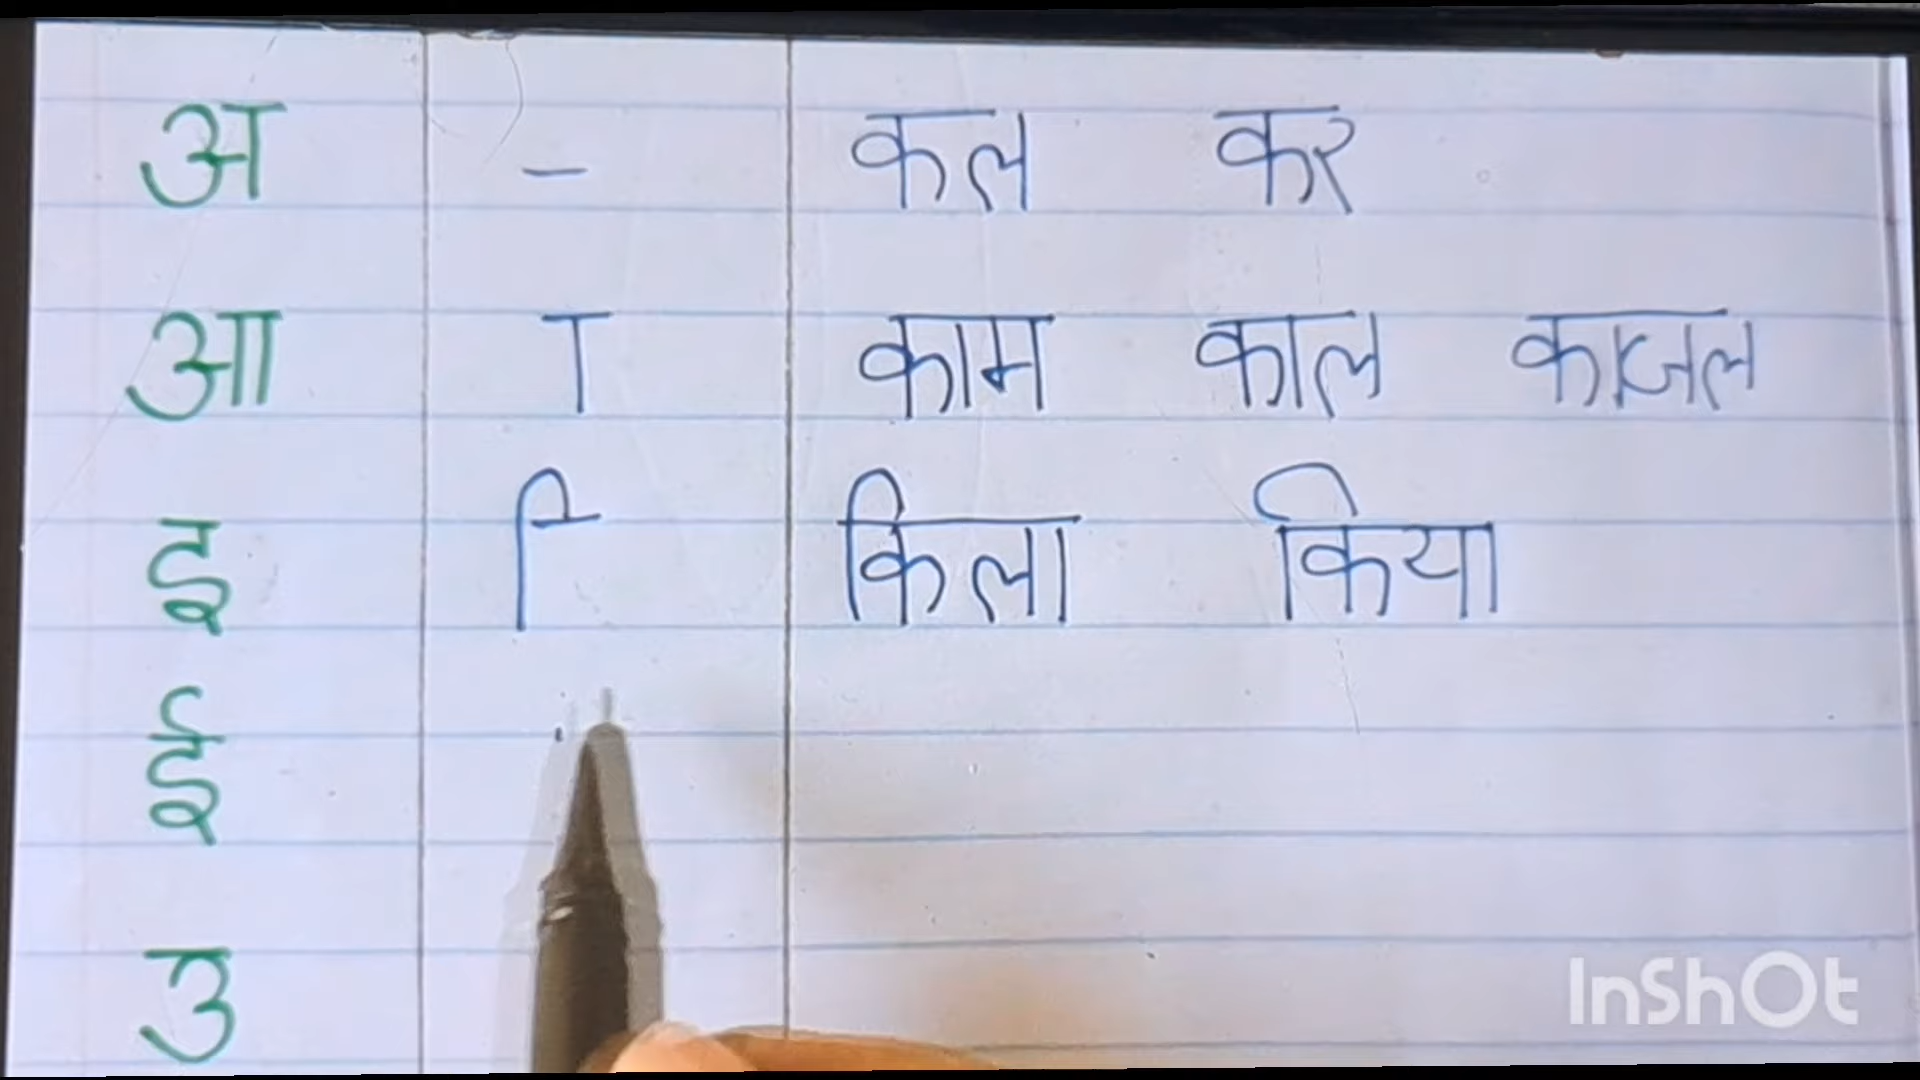 अ - कल कर
आ ा काम काल काजल
इ ि किला किया
ई
उ
InShOt